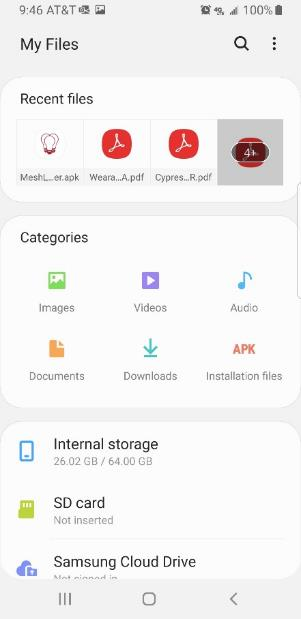 9:46 AT&T 4G 100%
My Files
Recent files
4+
MeshL...er.apk Weara...A.pdf Cypres...R.pdf
Categories
Images Videos Audio
APK
Documents Downloads Installation files
Internal storage
26.02 GB / 64.00 GB
SD card
Not inserted
Samsung Cloud Drive
Not signed in